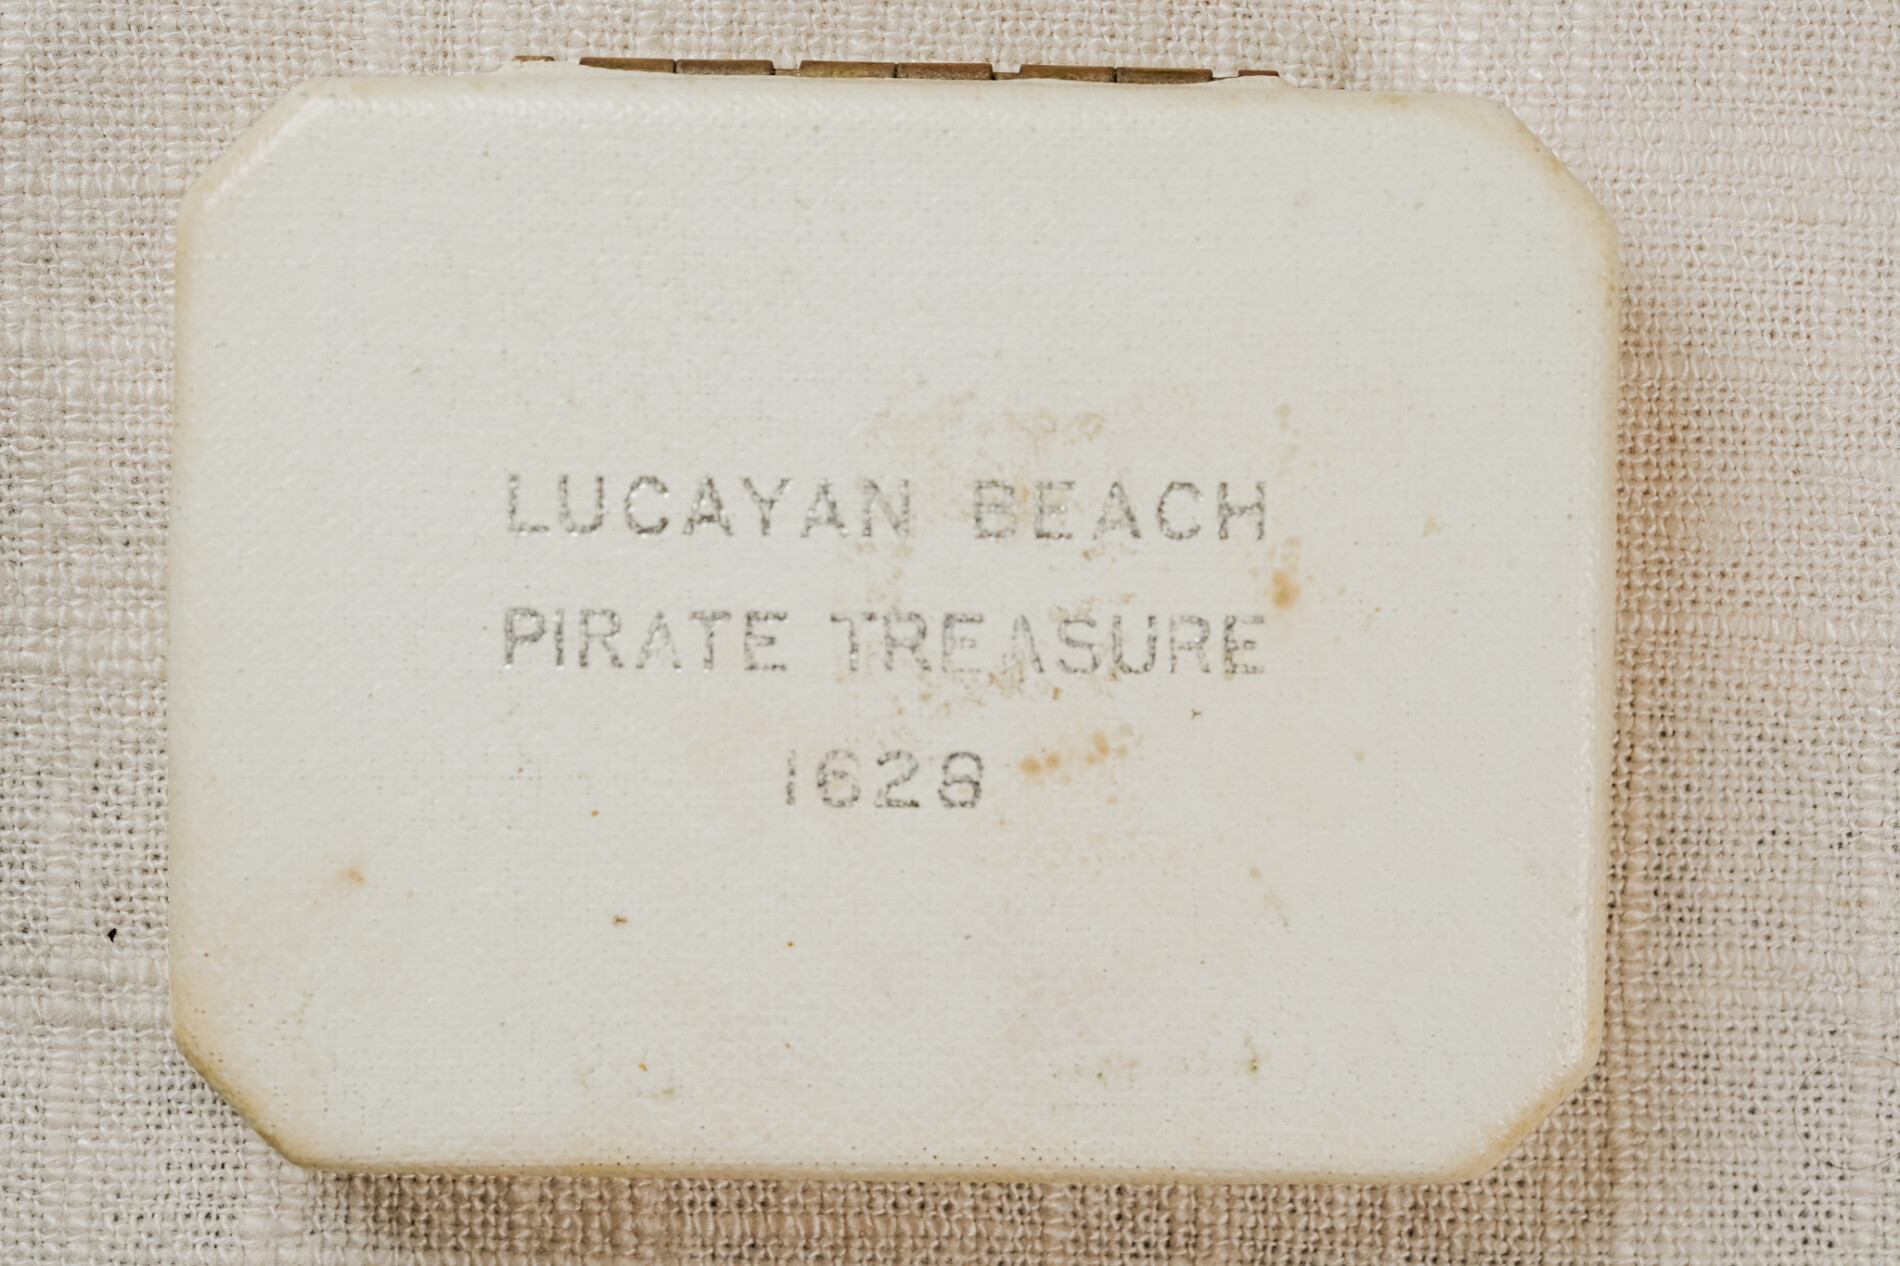 LUCAYAN BEACH
PIRATE TREASURE
1628